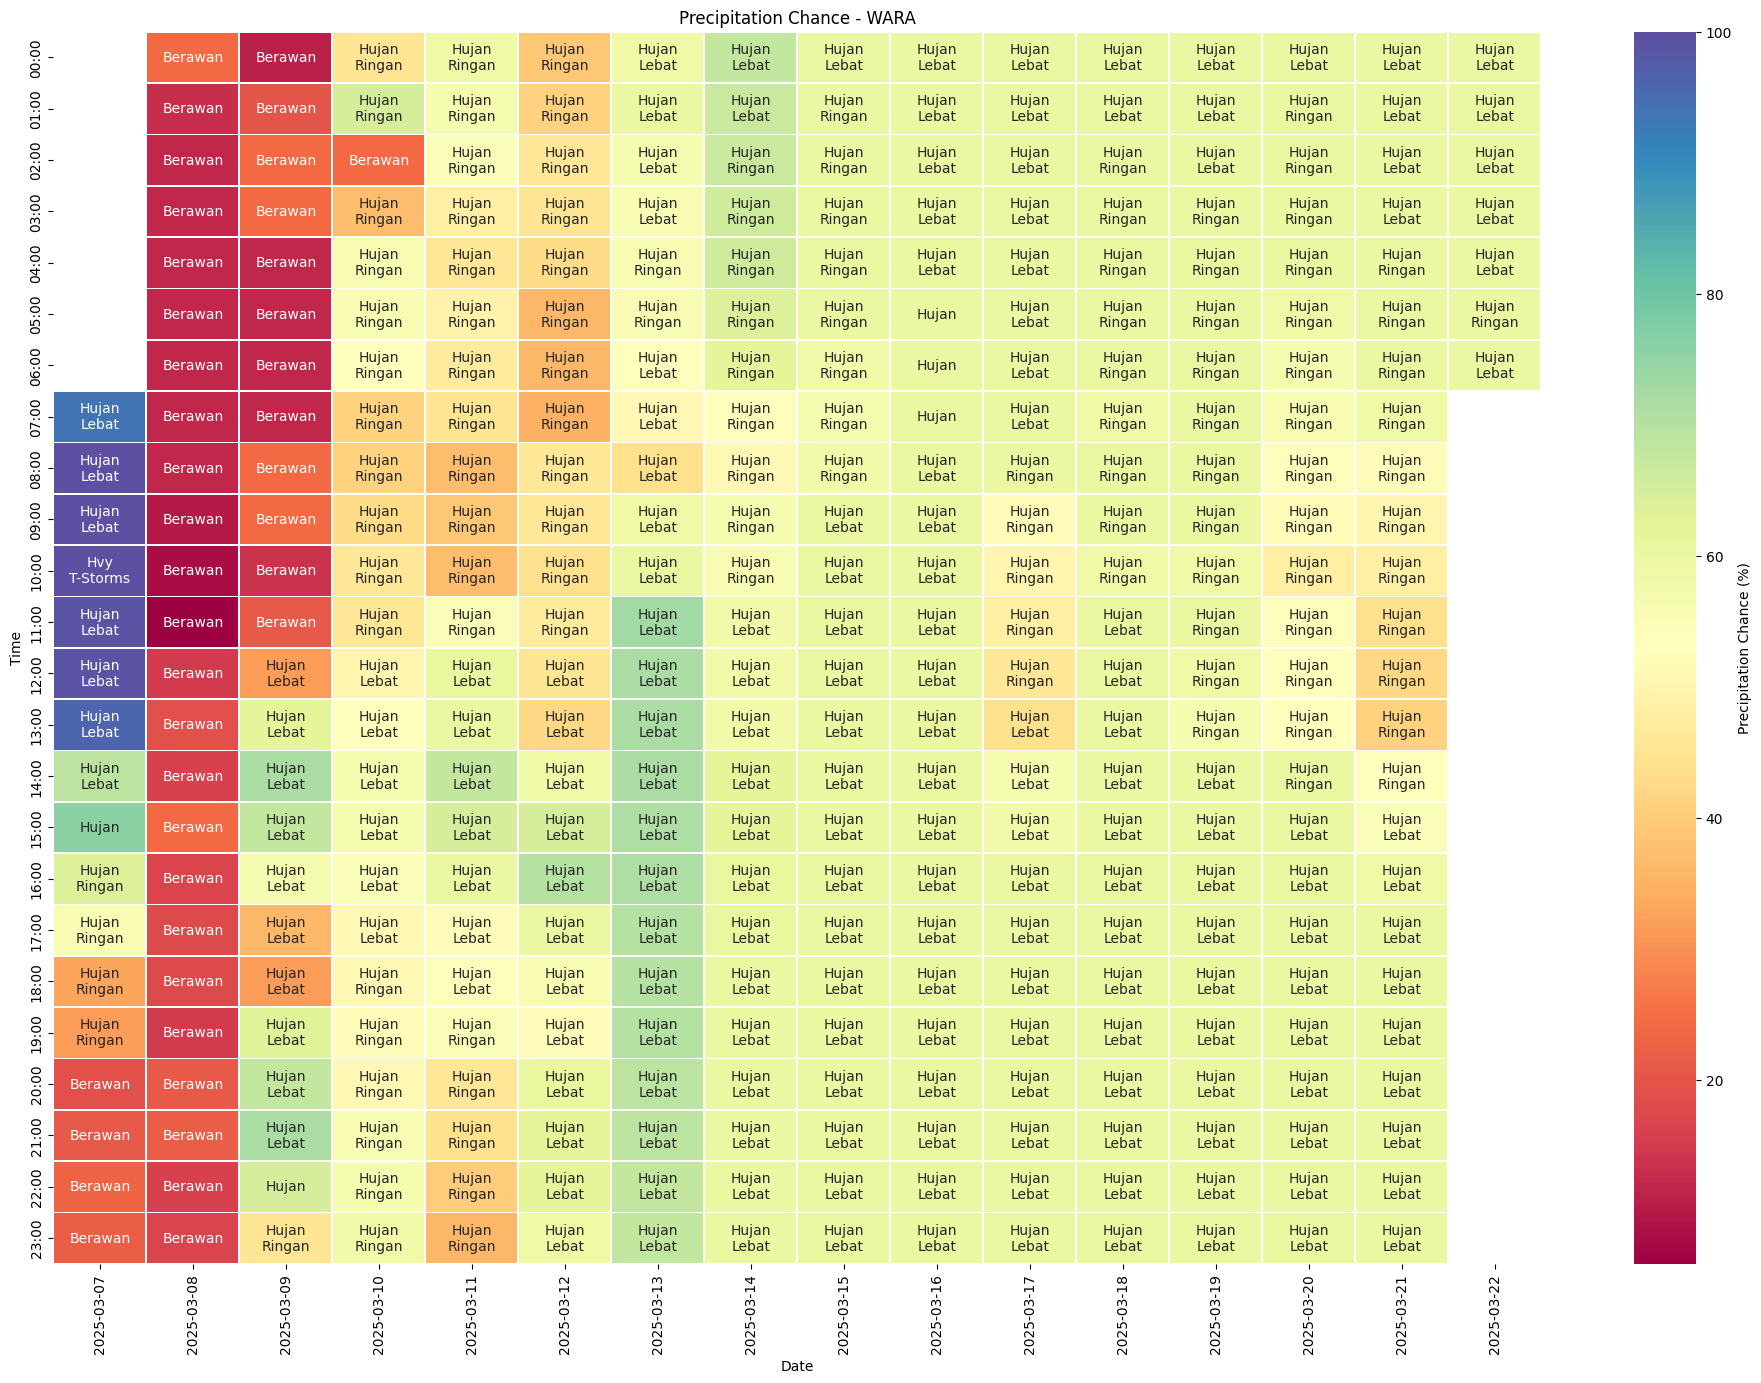 Precipitation Chance - WARA
00:00 Berawan Berawan Hujan Ringan Hujan Ringan Hujan Ringan Hujan Lebat Hujan Lebat Hujan Lebat Hujan Lebat Hujan Lebat Hujan Lebat Hujan Lebat Hujan Lebat Hujan Lebat Hujan Lebat
01:00 Berawan Berawan Hujan Ringan Hujan Ringan Hujan Ringan Hujan Lebat Hujan Lebat Hujan Ringan Hujan Lebat Hujan Lebat Hujan Lebat Hujan Lebat Hujan Ringan Hujan Lebat Hujan Lebat
02:00 Berawan Berawan Berawan Hujan Ringan Hujan Ringan Hujan Lebat Hujan Ringan Hujan Ringan Hujan Lebat Hujan Lebat Hujan Ringan Hujan Lebat Hujan Ringan Hujan Lebat Hujan Lebat
03:00 Berawan Berawan Hujan Ringan Hujan Ringan Hujan Ringan Hujan Lebat Hujan Ringan Hujan Ringan Hujan Lebat Hujan Lebat Hujan Ringan Hujan Ringan Hujan Ringan Hujan Lebat Hujan Lebat
04:00 Berawan Berawan Hujan Ringan Hujan Ringan Hujan Ringan Hujan Ringan Hujan Ringan Hujan Ringan Hujan Lebat Hujan Lebat Hujan Ringan Hujan Ringan Hujan Ringan Hujan Ringan Hujan Lebat
05:00 Berawan Berawan Hujan Ringan Hujan Ringan Hujan Ringan Hujan Ringan Hujan Ringan Hujan Ringan Hujan Hujan Lebat Hujan Ringan Hujan Ringan Hujan Ringan Hujan Ringan Hujan Ringan
06:00 Berawan Berawan Hujan Ringan Hujan Ringan Hujan Ringan Hujan Lebat Hujan Ringan Hujan Ringan Hujan Hujan Lebat Hujan Ringan Hujan Ringan Hujan Ringan Hujan Ringan Hujan Lebat
07:00 Hujan Lebat Berawan Berawan Hujan Ringan Hujan Ringan Hujan Ringan Hujan Lebat Hujan Ringan Hujan Ringan Hujan Hujan Lebat Hujan Ringan Hujan Ringan Hujan Ringan Hujan Ringan
08:00 Hujan Lebat Berawan Berawan Hujan Ringan Hujan Ringan Hujan Ringan Hujan Lebat Hujan Ringan Hujan Ringan Hujan Lebat Hujan Ringan Hujan Ringan Hujan Ringan Hujan Ringan Hujan Ringan
09:00 Hujan Lebat Berawan Berawan Hujan Ringan Hujan Ringan Hujan Ringan Hujan Lebat Hujan Ringan Hujan Lebat Hujan Lebat Hujan Ringan Hujan Ringan Hujan Ringan Hujan Ringan Hujan Ringan
10:00 Hvy T-Storms Berawan Berawan Hujan Ringan Hujan Ringan Hujan Ringan Hujan Lebat Hujan Ringan Hujan Lebat Hujan Lebat Hujan Ringan Hujan Ringan Hujan Ringan Hujan Ringan Hujan Ringan
11:00 Hujan Lebat Berawan Berawan Hujan Ringan Hujan Ringan Hujan Ringan Hujan Lebat Hujan Lebat Hujan Lebat Hujan Lebat Hujan Ringan Hujan Lebat Hujan Ringan Hujan Ringan Hujan Ringan
12:00 Hujan Lebat Berawan Hujan Lebat Hujan Lebat Hujan Lebat Hujan Lebat Hujan Lebat Hujan Lebat Hujan Lebat Hujan Lebat Hujan Ringan Hujan Lebat Hujan Ringan Hujan Ringan Hujan Ringan
13:00 Hujan Lebat Berawan Hujan Lebat Hujan Lebat Hujan Lebat Hujan Lebat Hujan Lebat Hujan Lebat Hujan Lebat Hujan Lebat Hujan Lebat Hujan Lebat Hujan Ringan Hujan Ringan Hujan Ringan
14:00 Hujan Lebat Berawan Hujan Lebat Hujan Lebat Hujan Lebat Hujan Lebat Hujan Lebat Hujan Lebat Hujan Lebat Hujan Lebat Hujan Lebat Hujan Lebat Hujan Lebat Hujan Ringan Hujan Ringan
15:00 Hujan Berawan Hujan Lebat Hujan Lebat Hujan Lebat Hujan Lebat Hujan Lebat Hujan Lebat Hujan Lebat Hujan Lebat Hujan Lebat Hujan Lebat Hujan Lebat Hujan Lebat Hujan Lebat
16:00 Hujan Ringan Berawan Hujan Lebat Hujan Lebat Hujan Lebat Hujan Lebat Hujan Lebat Hujan Lebat Hujan Lebat Hujan Lebat Hujan Lebat Hujan Lebat Hujan Lebat Hujan Lebat Hujan Lebat
17:00 Hujan Ringan Berawan Hujan Lebat Hujan Lebat Hujan Lebat Hujan Lebat Hujan Lebat Hujan Lebat Hujan Lebat Hujan Lebat Hujan Lebat Hujan Lebat Hujan Lebat Hujan Lebat Hujan Lebat
18:00 Hujan Ringan Berawan Hujan Lebat Hujan Ringan Hujan Lebat Hujan Lebat Hujan Lebat Hujan Lebat Hujan Lebat Hujan Lebat Hujan Lebat Hujan Lebat Hujan Lebat Hujan Lebat Hujan Lebat
19:00 Hujan Ringan Berawan Hujan Lebat Hujan Ringan Hujan Ringan Hujan Lebat Hujan Lebat Hujan Lebat Hujan Lebat Hujan Lebat Hujan Lebat Hujan Lebat Hujan Lebat Hujan Lebat Hujan Lebat
20:00 Berawan Berawan Hujan Lebat Hujan Ringan Hujan Ringan Hujan Lebat Hujan Lebat Hujan Lebat Hujan Lebat Hujan Lebat Hujan Lebat Hujan Lebat Hujan Lebat Hujan Lebat Hujan Lebat
21:00 Berawan Berawan Hujan Lebat Hujan Ringan Hujan Ringan Hujan Lebat Hujan Lebat Hujan Lebat Hujan Lebat Hujan Lebat Hujan Lebat Hujan Lebat Hujan Lebat Hujan Lebat Hujan Lebat
22:00 Berawan Berawan Hujan Hujan Ringan Hujan Ringan Hujan Lebat Hujan Lebat Hujan Lebat Hujan Lebat Hujan Lebat Hujan Lebat Hujan Lebat Hujan Lebat Hujan Lebat Hujan Lebat
23:00 Berawan Berawan Hujan Ringan Hujan Ringan Hujan Ringan Hujan Lebat Hujan Lebat Hujan Lebat Hujan Lebat Hujan Lebat Hujan Lebat Hujan Lebat Hujan Lebat Hujan Lebat Hujan Lebat
Time
2025-03-07 2025-03-08 2025-03-09 2025-03-10 2025-03-11 2025-03-12 2025-03-13 2025-03-14 2025-03-15 2025-03-16 2025-03-17 2025-03-18 2025-03-19 2025-03-20 2025-03-21 2025-03-22
Date
100
80
60
40
20
Precipitation Chance (%)